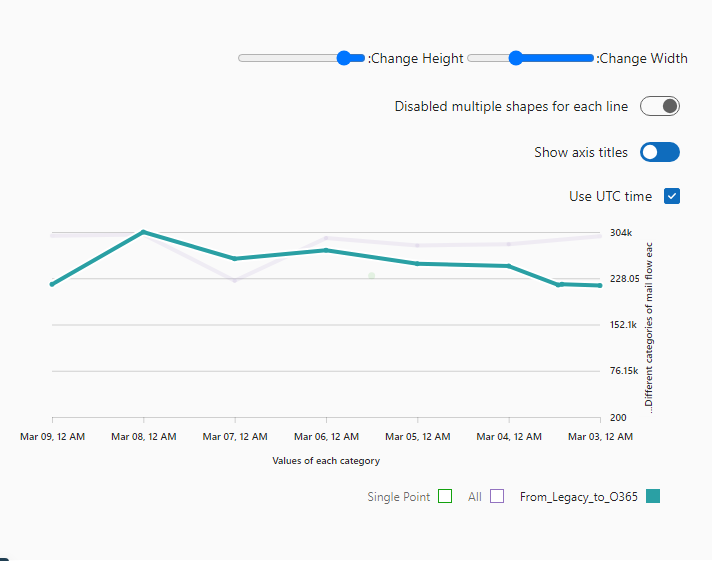 :Change Height :Change Width
Disabled multiple shapes for each line
Show axis titles
Use UTC time
304k
228.05
152.1k
76.15k
200
...Different categories of mail flow eac
Mar 09, 12 AM Mar 08, 12 AM Mar 07, 12 AM Mar 06, 12 AM Mar 05, 12 AM Mar 04, 12 AM Mar 03, 12 AM
Values of each category
Single Point All From_Legacy_to_O365